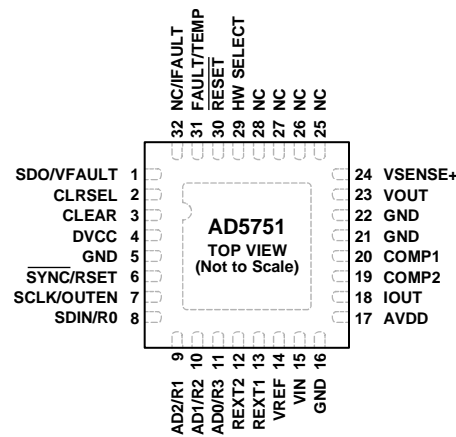 32 NC/IFAULT
31 FAULT/TEMP
30 RESET
29 HW SELECT
28 NC
27 NC
26 NC
25 NC
SDO/VFAULT 1
CLRSEL 2
CLEAR 3
DVCC 4
GND 5
SYNC/RSET 6
SCLK/OUTEN 7
SDIN/R0 8
AD5751
TOP VIEW
(Not to Scale)
24 VSENSE+
23 VOUT
22 GND
21 GND
20 COMP1
19 COMP2
18 IOUT
17 AVDD
AD2/R1 9
AD1/R2 10
AD0/R3 11
REXT2 12
REXT1 13
VREF 14
VIN 15
GND 16